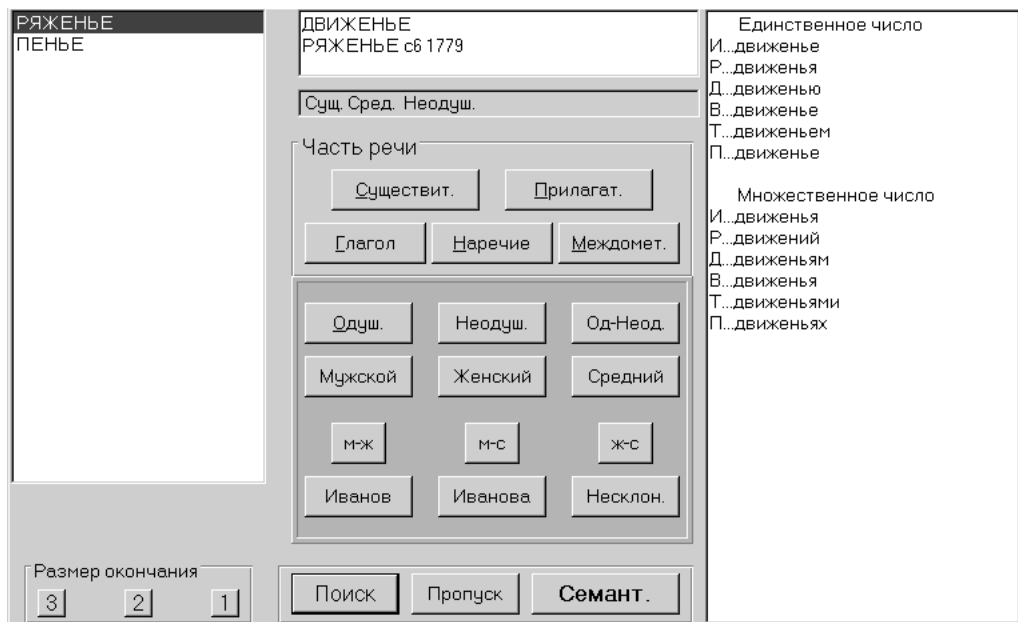 РЯЖЕНЬЕ
ПЕНЬЕ
ДВИЖЕНЬЕ
РЯЖЕНЬЕ с6 1779
Сущ. Сред. Неодуш.
Часть речи
Существит. Прилагат.
Глагол Наречие Междомет.
Одуш. Неодуш. Од-Неод.
Мужской Женский Средний
м-ж м-с ж-с
Иванов Иванова Несклон.
Размер окончания
3 2 1
Поиск Пропуск Семант.
Единственное число
И...движенье
Р...движенья
Д...движенью
В...движенье
Т...движеньем
П...движенье
Множественное число
И...движенья
Р...движений
Д...движеньям
В...движенья
Т...движеньями
П...движеньях